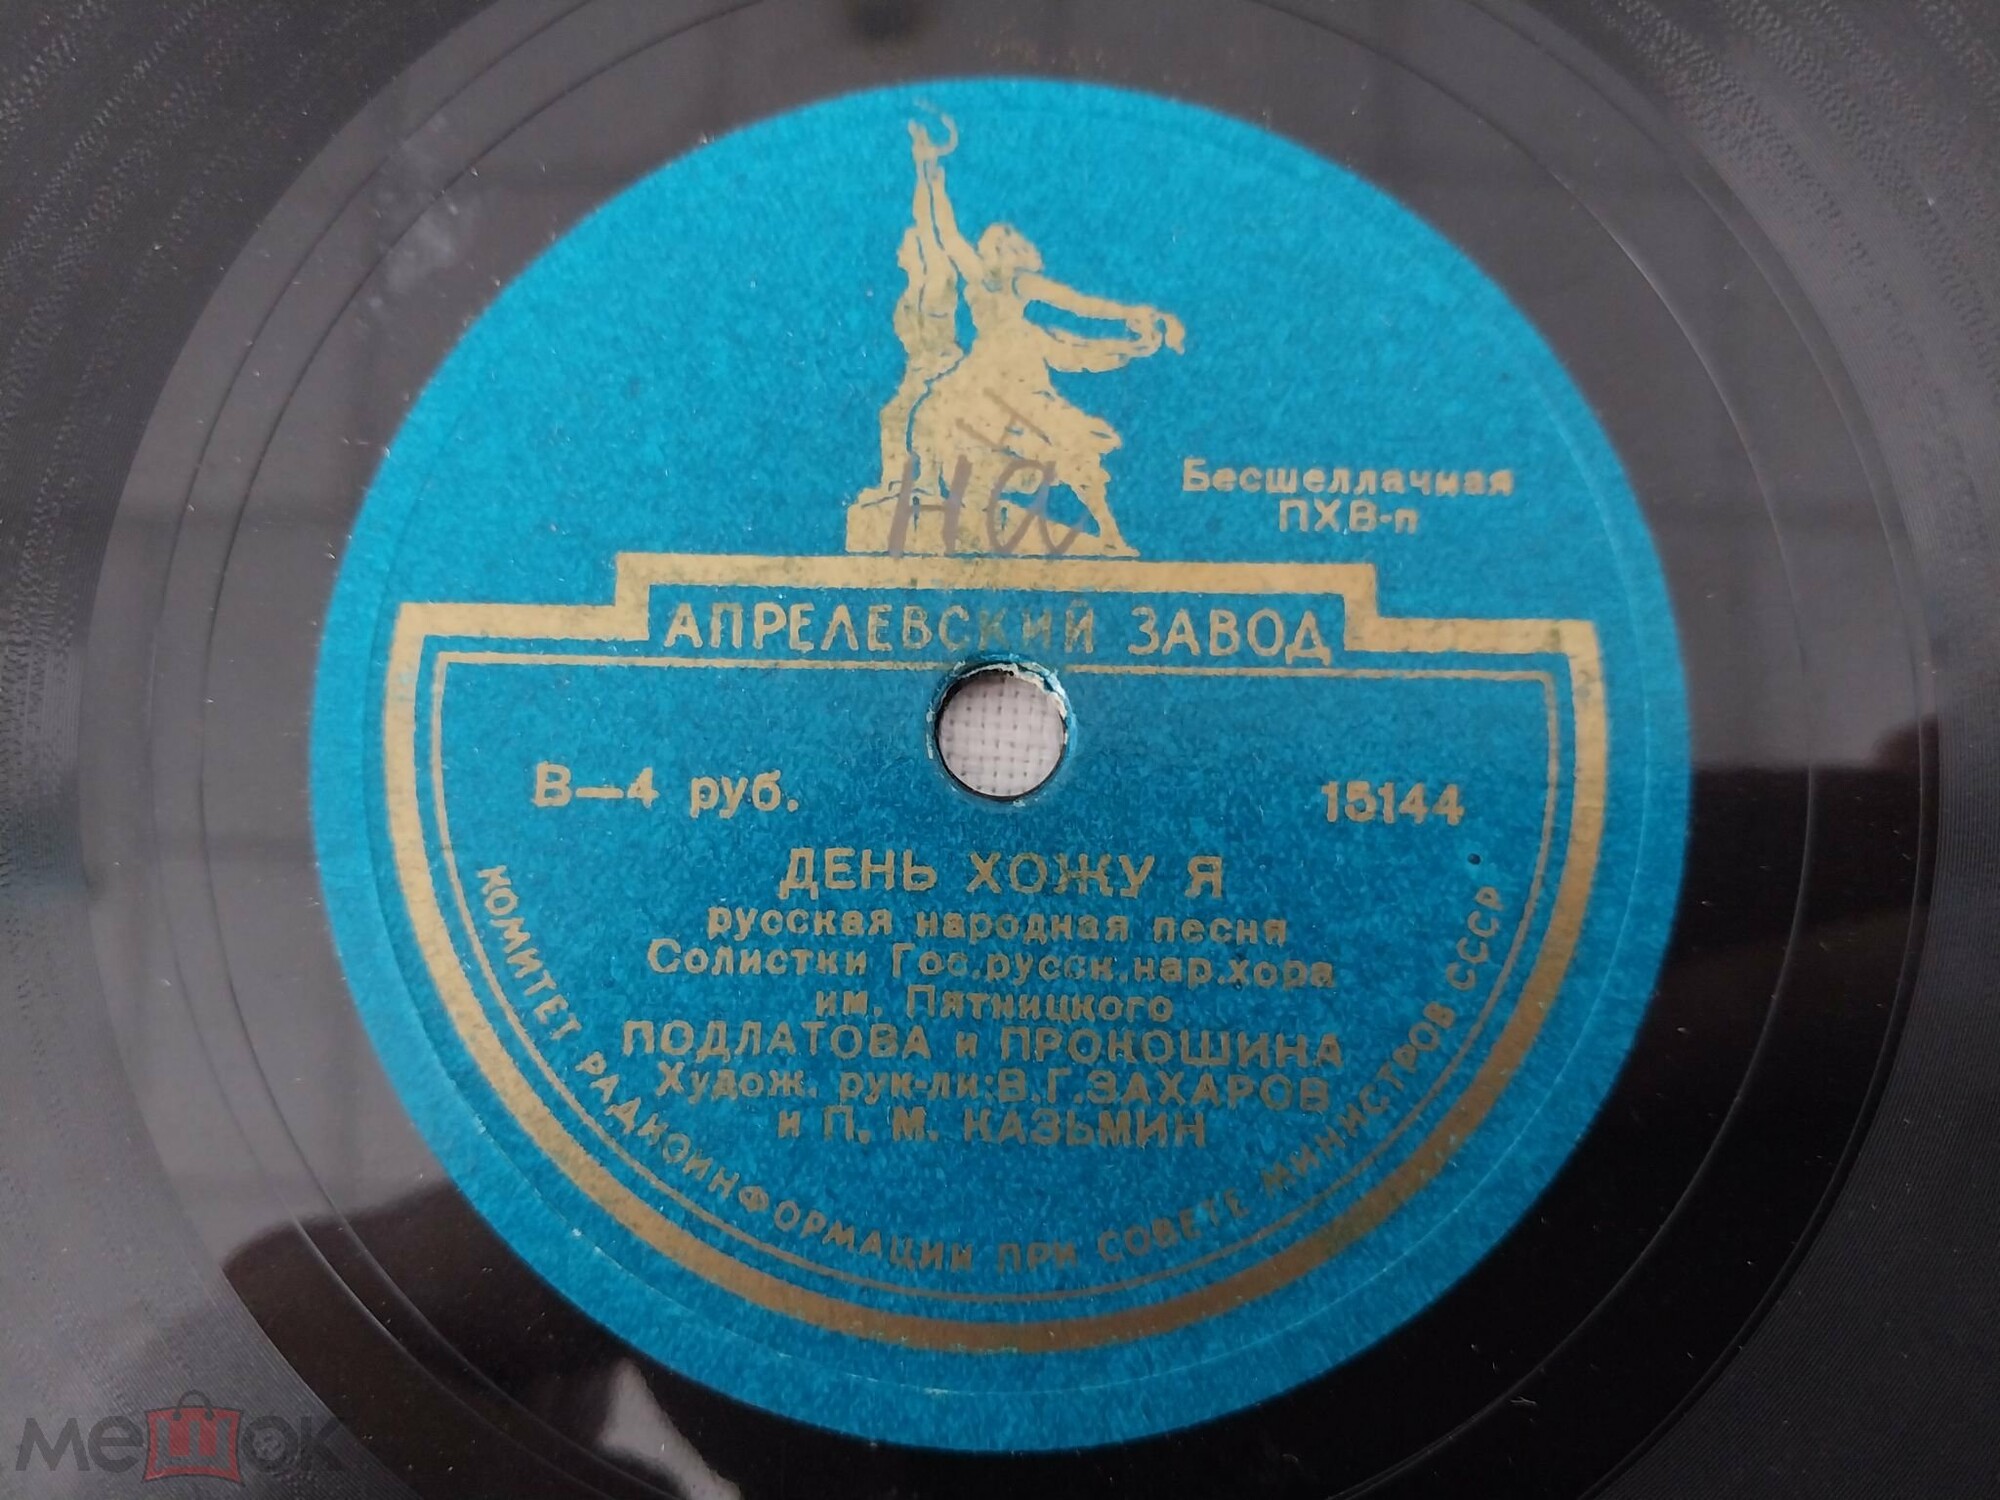 на
Бесшеллачная
ПХВ-п
АПРЕЛЕВСКИЙ ЗАВОД
В—4 руб.
15144
ДЕНЬ ХОЖУ Я
русская народная песня
Солистки Гос.русск.нар.хора
им. Пятницкого
ПОДЛАТОВА и ПРОКОШИНА
Худож. рук-ли:В.Г.ЗАХАРОВ
и П. М. КАЗЬМИН
КОМИТЕТ РАДИОИНФОРМАЦИИ ПРИ СОВЕТЕ МИНИСТРОВ СССР
мешок